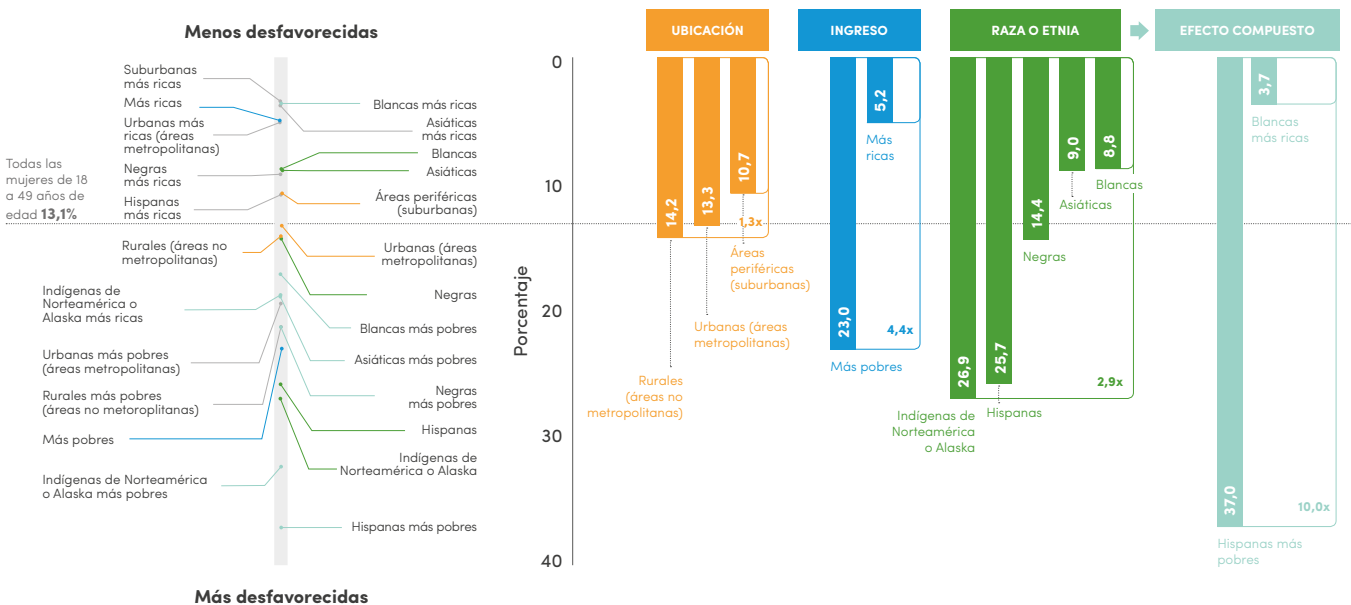 Menos desfavorecidas
Suburbanas
más ricas
Más ricas
Urbanas más
ricas (áreas
metropolitanas)
Negras
más ricas
Hispanas
más ricas
Todas las
mujeres de 18
a 49 años de
edad 13,1%
Rurales (áreas no
metropolitanas)
Indígenas de
Norteamérica o
Alaska más ricas
Urbanas más pobres
(áreas metropolitanas)
Rurales más pobres
(áreas no metoroplitanas)
Más pobres
Indígenas de Norteamérica
o Alaska más pobres
Blancas más ricas
Asiáticas
más ricas
Blancas
Asiáticas
Áreas periféricas
(suburbanas)
Urbanas (áreas
metropolitanas)
Negras
Blancas más pobres
Asiáticas más pobres
Negras
más pobres
Hispanas
Indígenas de
Norteamérica o Alaska
Hispanas más pobres
Más desfavorecidas
Porcentaje
0
10
20
30
40
UBICACIÓN
14,2
13,3
10,7
1,3x
Áreas
periféricas
(suburbanas)
Urbanas (áreas
metropolitanas)
Rurales
(áreas no
metropolitanas)
INGRESO
23,0
5,2
Más
ricas
4,4x
Más pobres
RAZA O ETNIA
26,9
25,7
14,4
9,0
8,8
Blancas
Asiáticas
Negras
2,9x
Hispanas
Indígenas de
Norteamérica
o Alaska
EFECTO COMPUESTO
37,0
3,7
Blancas
más ricas
10,0x
Hispanas más
pobres